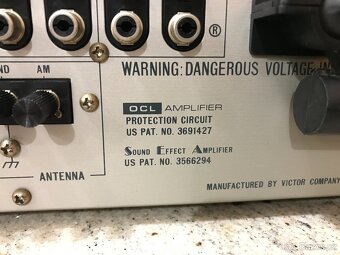 ®
WARNING: DANGEROUS VOLTAGE IN
ND AM
OCL AMPLIFIER
PROTECTION CIRCUIT
US PAT. NO. 3691427
SOUND EFFECT AMPLIFIER
US PAT. NO. 3566294
ANTENNA
MANUFACTURED BY VICTOR COMPANY